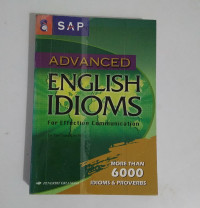 SAP
ADVANCED
ENGLISH
IDIOMS
For Effective Communication
MORE THAN
6000
IDIOMS & PROVERBS